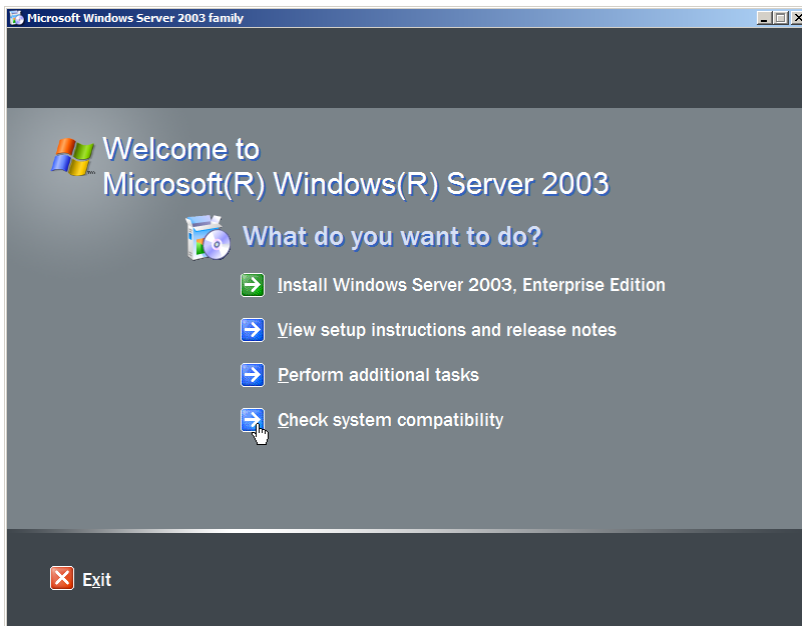 Microsoft Windows Server 2003 family
Welcome to
Microsoft(R) Windows(R) Server 2003
What do you want to do?
Install Windows Server 2003, Enterprise Edition
View setup instructions and release notes
Perform additional tasks
Check system compatibility
Exit